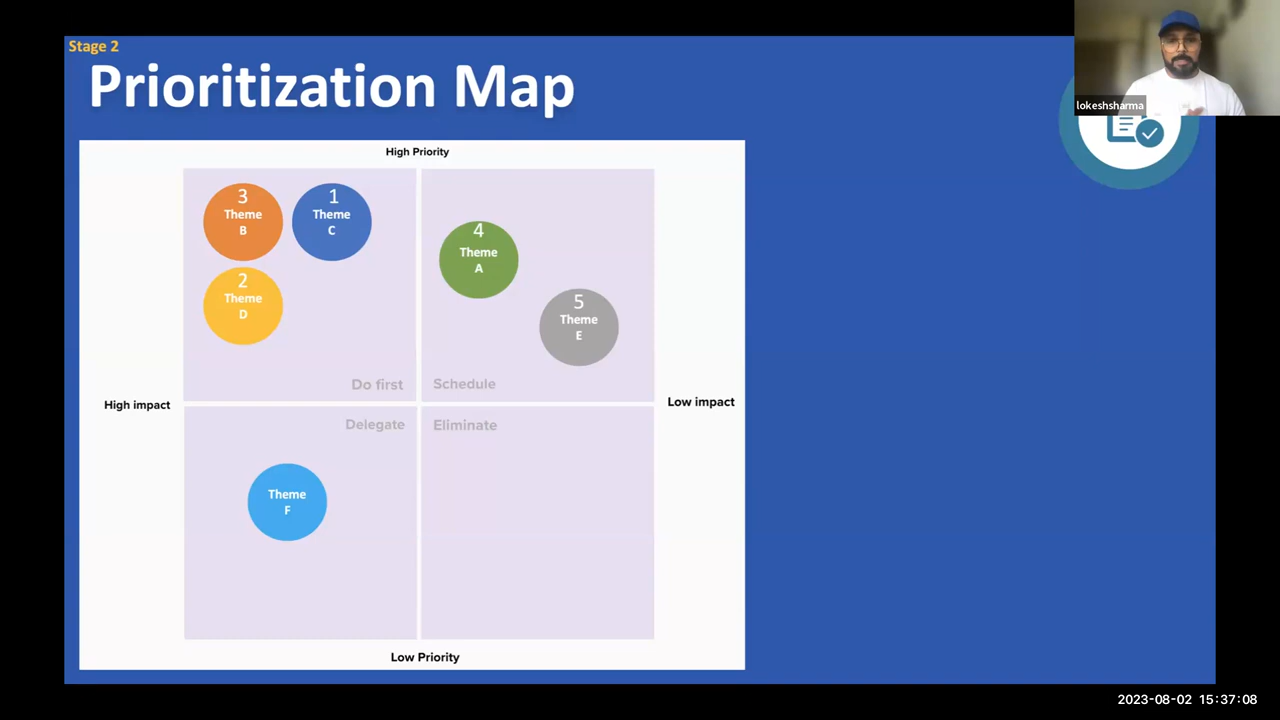 Stage 2
Prioritization Map
lokeshsharma
High Priority
3
Theme
B
1
Theme
C
4
Theme
A
2
Theme
D
5
Theme
E
Do first
Schedule
High impact
Low impact
Delegate
Eliminate
Theme
F
Low Priority
2023-08-02 15:37:08